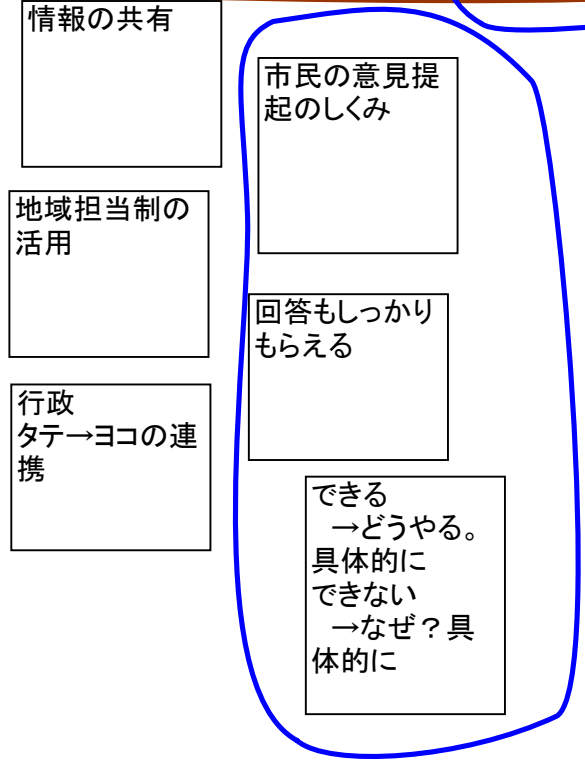 情報の共有
地域担当制の
活用
行政
タテ→ヨコの連
携
市民の意見提
起のしくみ
回答もしっかり
もらえる
できる
→どうやる。
具体的に
できない
→なぜ？具
体的に